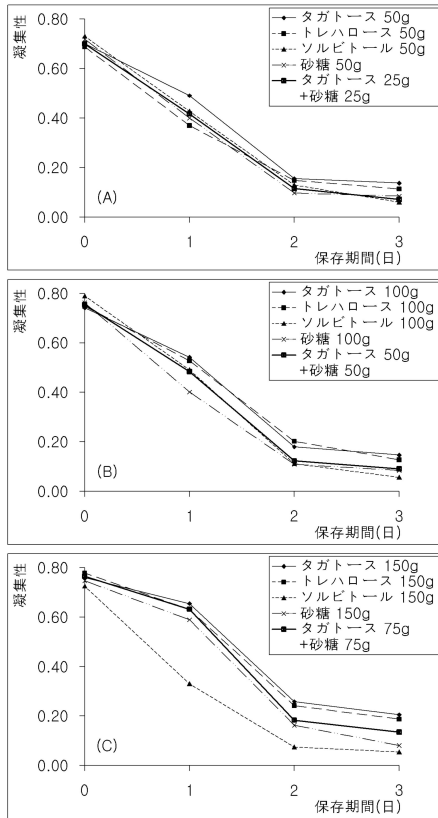 凝集性
0.80
0.60
0.40
0.20
0.00
タガトース 50g
トレハロース 50g
ソルビトール 50g
砂糖 50g
タガトース 25g
+砂糖 25g
(A)
0 1 2 3
保存期間(日)
凝集性
0.80
0.60
0.40
0.20
0.00
タガトース 100g
トレハロース 100g
ソルビトール 100g
砂糖 100g
タガトース 50g
+砂糖 50g
(B)
0 1 2 3
保存期間(日)
凝集性
0.80
0.60
0.40
0.20
0.00
タガトース 150g
トレハロース 150g
ソルビトール 150g
砂糖 150g
タガトース 75g
+砂糖 75g
(C)
0 1 2 3
保存期間(日)